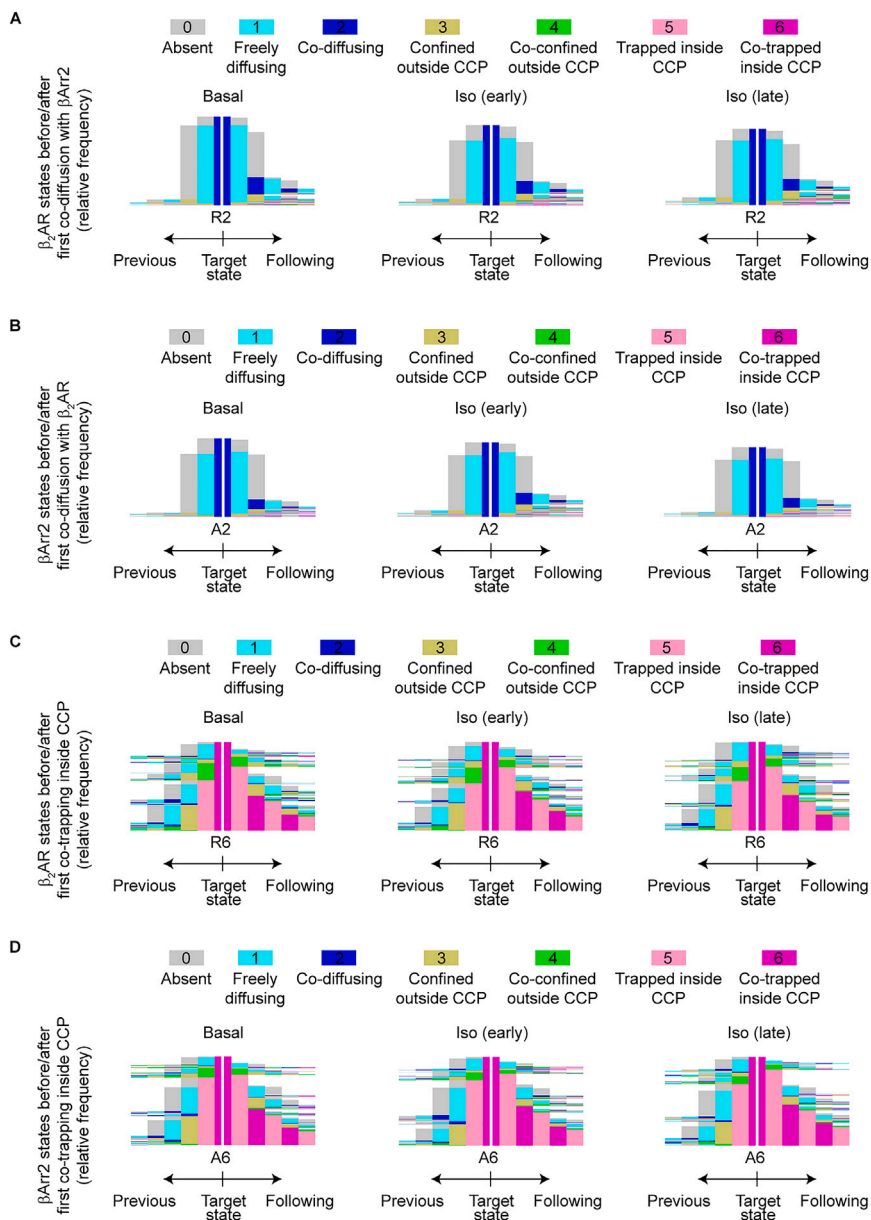 A
0 1 2 3 4 5 6
Absent Freely Co-diffusing Confined Co-confined Trapped inside Co-trapped
diffusing outside CCP outside CCP CCP inside CCP
β2AR states before/after
first co-diffusion with βArr2
(relative frequency)
Basal Iso (early) Iso (late)
R2 R2 R2
Previous Target Following Previous Target Following Previous Target Following
state state state
B
0 1 2 3 4 5 6
Absent Freely Co-diffusing Confined Co-confined Trapped inside Co-trapped
diffusing outside CCP outside CCP CCP inside CCP
βArr2 states before/after
first co-diffusion with β2AR
(relative frequency)
Basal Iso (early) Iso (late)
A2 A2 A2
Previous Target Following Previous Target Following Previous Target Following
state state state
C
0 1 2 3 4 5 6
Absent Freely Co-diffusing Confined Co-confined Trapped inside Co-trapped
diffusing outside CCP outside CCP CCP inside CCP
β2AR states before/after
first co-trapping inside CCP
(relative frequency)
Basal Iso (early) Iso (late)
R6 R6 R6
Previous Target Following Previous Target Following Previous Target Following
state state state
D
0 1 2 3 4 5 6
Absent Freely Co-diffusing Confined Co-confined Trapped inside Co-trapped
diffusing outside CCP outside CCP CCP inside CCP
βArr2 states before/after
first co-trapping inside CCP
(relative frequency)
Basal Iso (early) Iso (late)
A6 A6 A6
Previous Target Following Previous Target Following Previous Target Following
state state state